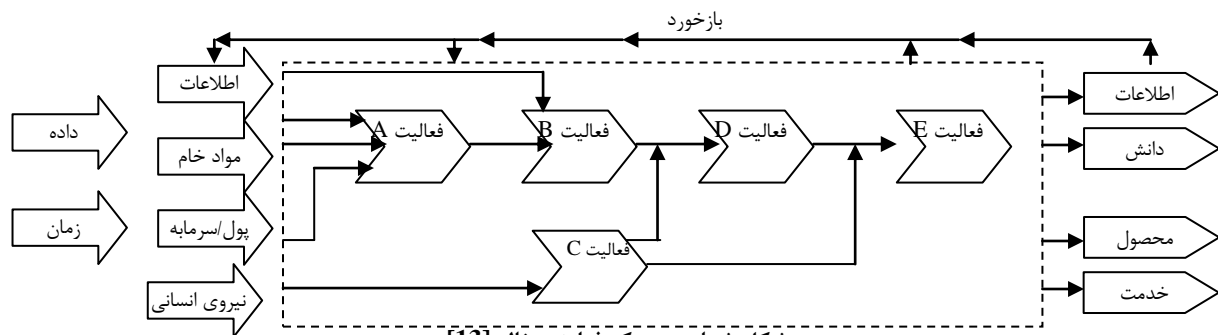 بازخورد
اطلاعات
داده
مواد خام
زمان
پول/سرمایه
نیروی انسانی
فعالیت A
فعالیت B
فعالیت D
فعالیت E
فعالیت C
اطلاعات
دانش
محصول
خدمت
[13]